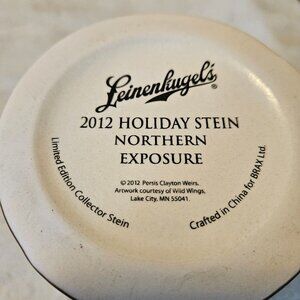 Leinenkugel's®
2012 HOLIDAY STEIN
NORTHERN
EXPOSURE
© 2012 Persis Clayton Weirs.
Artwork courtesy of Wild Wings,
Lake City, MN 55041.
Limited Edition Collector Stein
Crafted in China for BRAX Ltd.